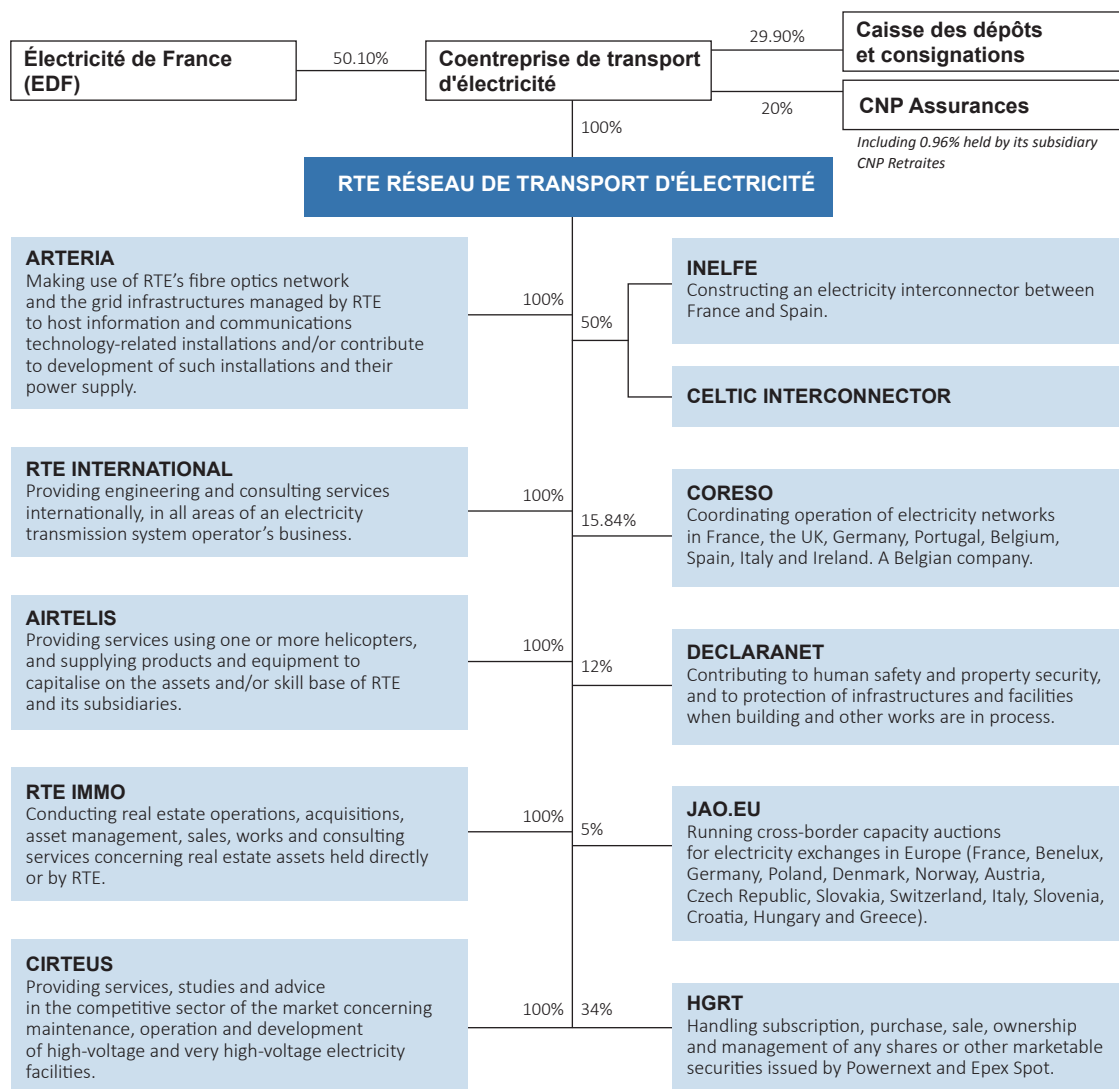 Électricité de France
(EDF)
50.10%
Coentreprise de transport
d'électricité
29.90%
Caisse des dépôts
et consignations
20%
CNP Assurances
Including 0.96% held by its subsidiary
CNP Retraites
100%
RTE RÉSEAU DE TRANSPORT D'ÉLECTRICITÉ
ARTERIA
Making use of RTE’s fibre optics network
and the grid infrastructures managed by RTE
to host information and communications
technology-related installations and/or contribute
to development of such installations and their
power supply.
100%
50%
INELFE
Constructing an electricity interconnector between
France and Spain.
CELTIC INTERCONNECTOR
RTE INTERNATIONAL
Providing engineering and consulting services
internationally, in all areas of an electricity
transmission system operator’s business.
100%
15.84%
CORESO
Coordinating operation of electricity networks
in France, the UK, Germany, Portugal, Belgium,
Spain, Italy and Ireland. A Belgian company.
AIRTELIS
Providing services using one or more helicopters,
and supplying products and equipment to
capitalise on the assets and/or skill base of RTE
and its subsidiaries.
100%
12%
DECLARANET
Contributing to human safety and property security,
and to protection of infrastructures and facilities
when building and other works are in process.
RTE IMMO
Conducting real estate operations, acquisitions,
asset management, sales, works and consulting
services concerning real estate assets held directly
or by RTE.
100%
5%
JAO.EU
Running cross-border capacity auctions
for electricity exchanges in Europe (France, Benelux,
Germany, Poland, Denmark, Norway, Austria,
Czech Republic, Slovakia, Switzerland, Italy, Slovenia,
Croatia, Hungary and Greece).
CIRTEUS
Providing services, studies and advice
in the competitive sector of the market concerning
maintenance, operation and development
of high-voltage and very high-voltage electricity
facilities.
100%
34%
HGRT
Handling subscription, purchase, sale, ownership
and management of any shares or other marketable
securities issued by Powernext and Epex Spot.